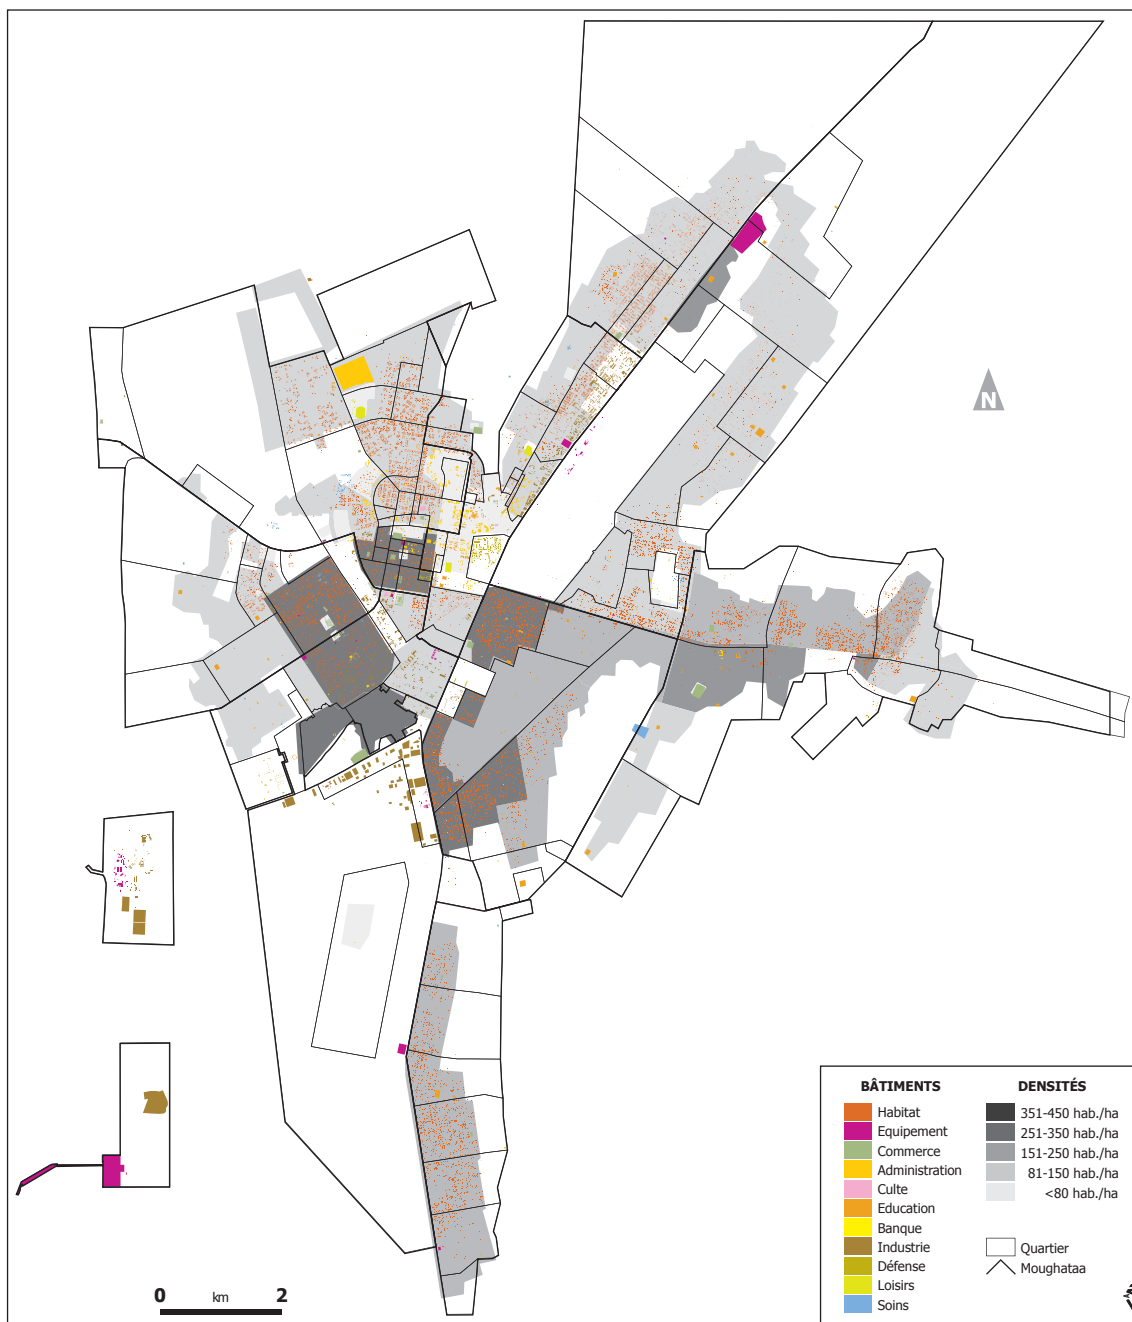 N
BÂTIMENTS
Habitat
Equipement
Commerce
Administration
Culte
Education
Banque
Industrie
Défense
Loisirs
Soins
DENSITÉS
351-450 hab./ha
251-350 hab./ha
151-250 hab./ha
81-150 hab./ha
<80 hab./ha
Quartier
Moughataa
0 km 2